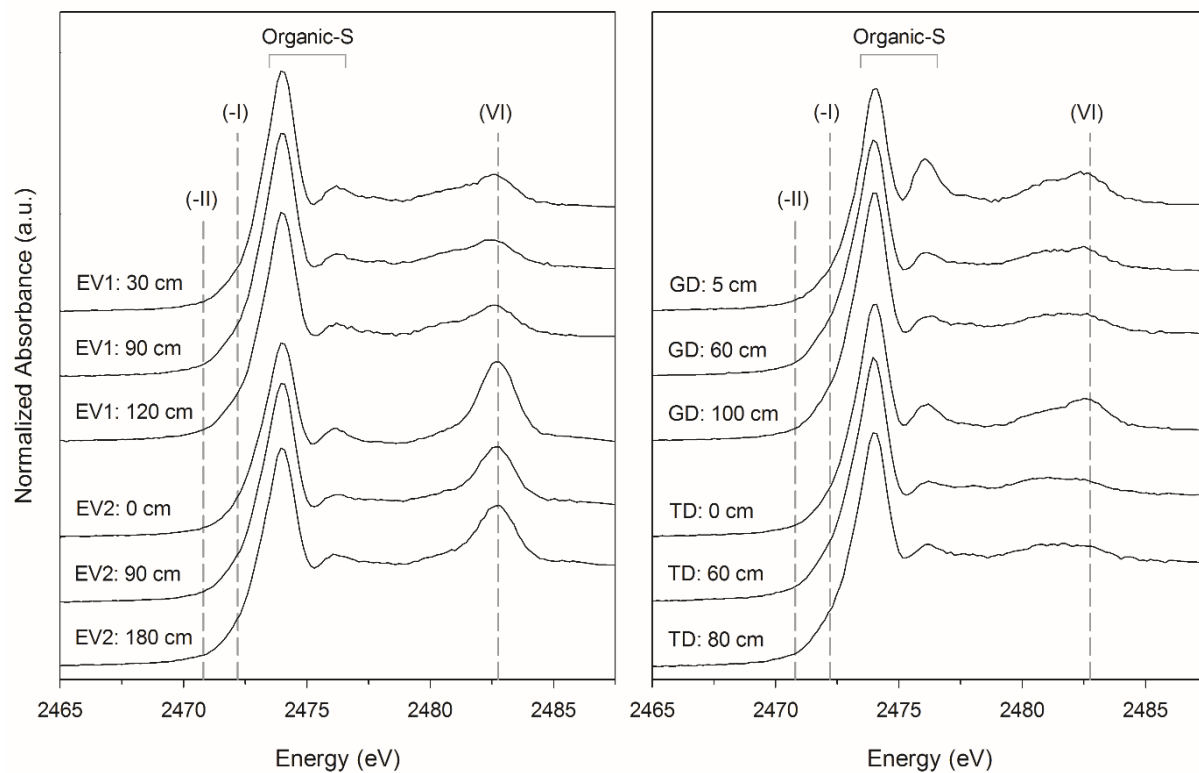 Normalized Absorbance (a.u.)
Organic-S
(-I)
(VI)
(-II)
EV1: 30 cm
EV1: 90 cm
EV1: 120 cm
EV2: 0 cm
EV2: 90 cm
EV2: 180 cm
2465 2470 2475 2480 2485
Energy (eV)
Organic-S
(-I)
(VI)
(-II)
GD: 5 cm
GD: 60 cm
GD: 100 cm
TD: 0 cm
TD: 60 cm
TD: 80 cm
2465 2470 2475 2480 2485
Energy (eV)